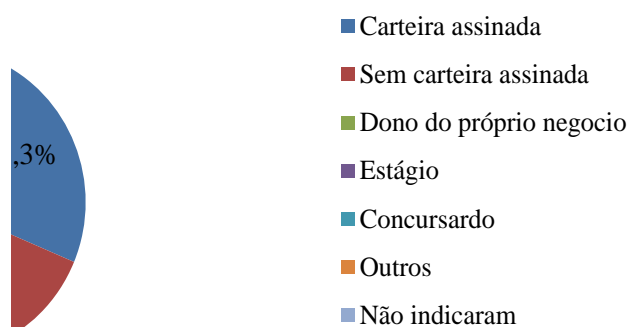 Carteira assinada
Sem carteira assinada
,3%
Dono do próprio negocio
Estágio
Concursardo
Outros
Não indicaram